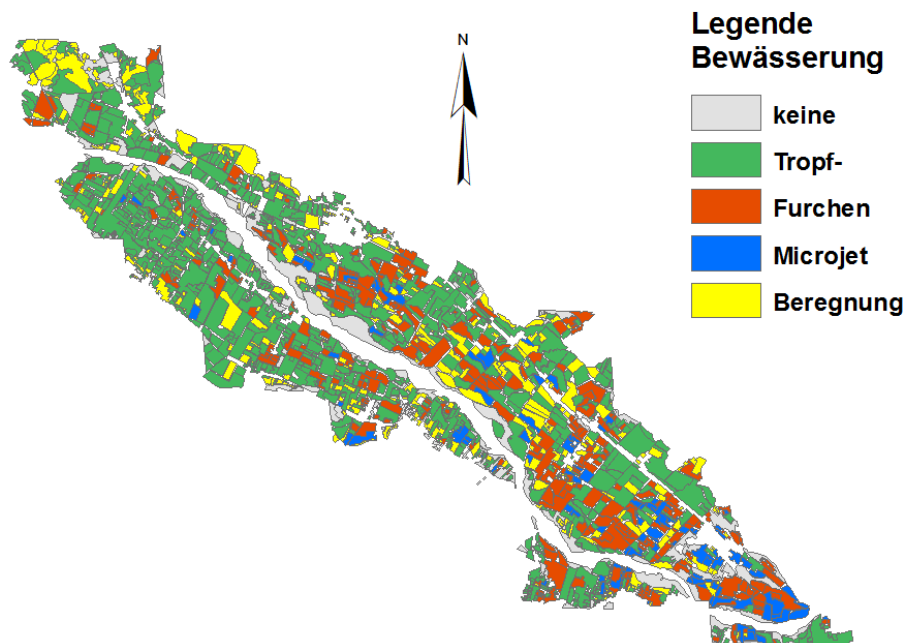 N
Legende
Bewässerung
keine
Tropf-
Furchen
Microjet
Beregnung